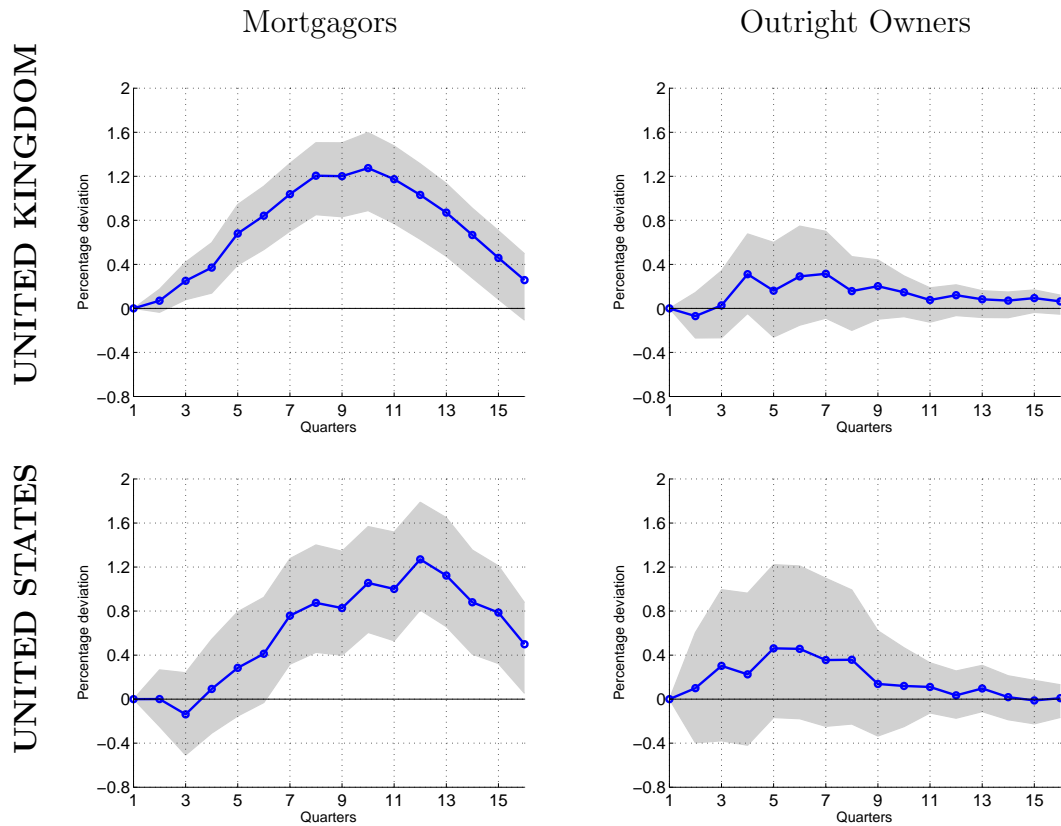 Mortgagors
Outright Owners
UNITED KINGDOM
Percentage deviation
2
1.6
1.2
0.8
0.4
0
−0.4
−0.8
1 3 5 7 9 11 13 15
Quarters
Percentage deviation
2
1.6
1.2
0.8
0.4
0
−0.4
−0.8
1 3 5 7 9 11 13 15
Quarters
UNITED STATES
Percentage deviation
2
1.6
1.2
0.8
0.4
0
−0.4
−0.8
1 3 5 7 9 11 13 15
Quarters
Percentage deviation
2
1.6
1.2
0.8
0.4
0
−0.4
−0.8
1 3 5 7 9 11 13 15
Quarters